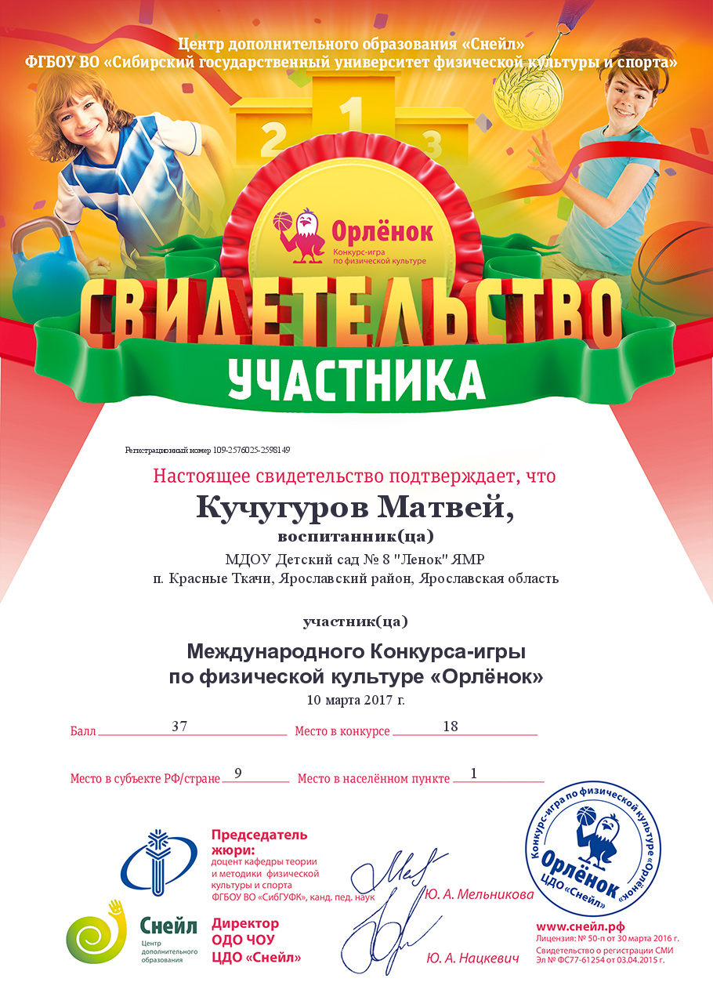 Центр дополнительного образования «Снейл»
ФГБОУ ВО «Сибирский государственный университет физической культуры и спорта»
1
2
3
1
Орлёнок
Конкурс-игра
по физической культуре
СВИДЕТЕЛЬСТВО
УЧАСТНИКА
Регистрационный номер 109-2576025-2598149
Настоящее свидетельство подтверждает, что
Кучугуров Матвей,
воспитанник(ца)
МДОУ Детский сад № 8 "Ленок" ЯМР
п. Красные Ткачи, Ярославский район, Ярославская область
участник(ца)
Международного Конкурса-игры
по физической культуре «Орлёнок»
10 марта 2017 г.
Балл 37 Место в конкурсе 18
Место в субъекте РФ/стране 9 Место в населённом пункте 1
Председатель
жюри:
доцент кафедры теории
и методики физической
культуры и спорта
ФГБОУ ВО «СибГУФК», канд. пед. наук
Ю. А. Мельникова
Снейл
Центр
дополнительного
образования
Директор
ОДО ЧОУ
ЦДО «Снейл»
Ю. А. Нацкевич
Конкурс-игра по физической культуре «Орлёнок»
Орлёнок
ЦДО «Снейл»
www.снейл.рф
Лицензия: № 50-п от 30 марта 2016 г.
Свидетельство о регистрации СМИ
Эл № ФС77-61254 от 03.04.2015 г.